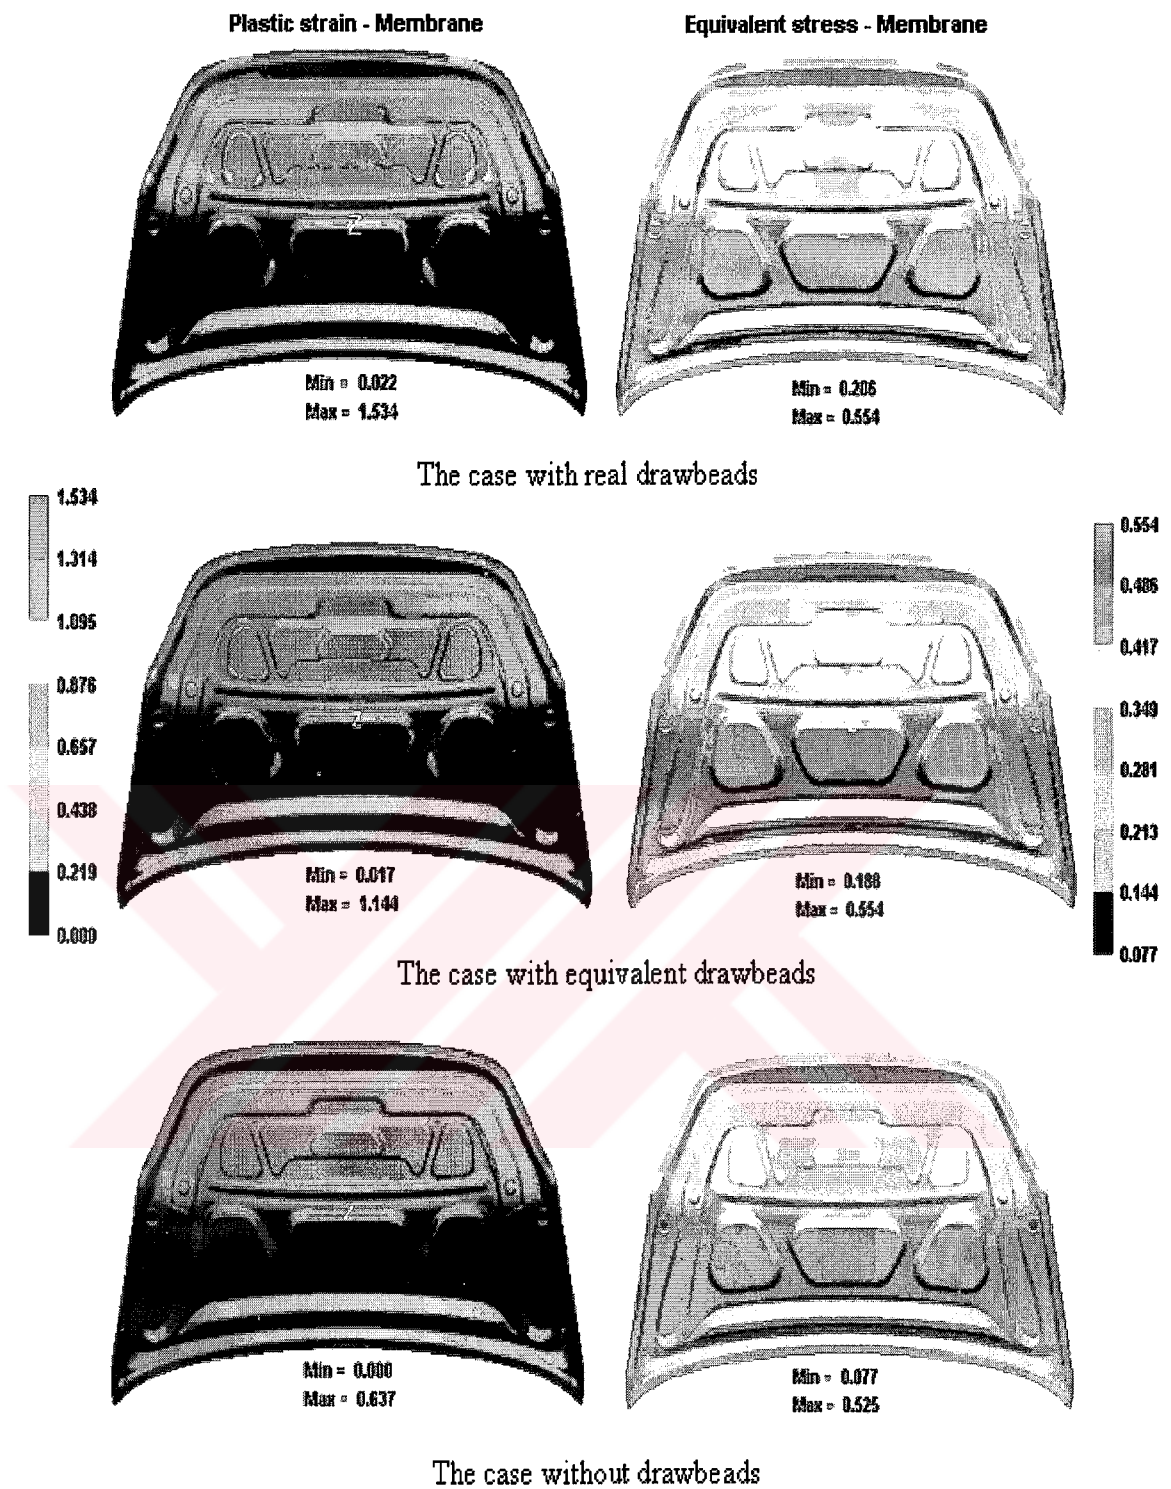 Plastic strain - Membrane
Equivalent stress - Membrane
Min = 0.022
Max = 1.534
Min = 0.206
Max = 0.554
The case with real drawbeads
1.534
1.314
1.095
0.876
0.657
0.438
0.219
0.000
0.554
0.486
0.417
0.349
0.281
0.213
0.144
0.077
Z
Z
Min = 0.017
Max = 1.144
Min = 0.188
Max = 0.554
The case with equivalent drawbeads
Min = 0.000
Max = 0.637
Min = 0.077
Max = 0.525
The case without drawbeads